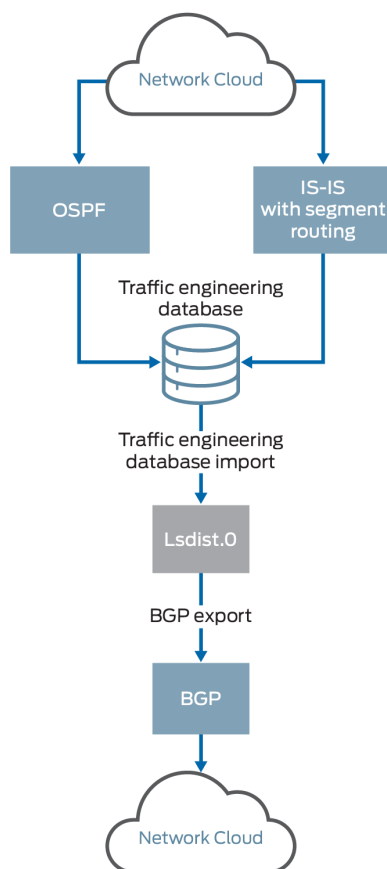 Network Cloud
OSPF
IS-IS
with segment
routing
Traffic engineering
database
Traffic engineering
database import
Lsdist.0
BGP export
BGP
Network Cloud